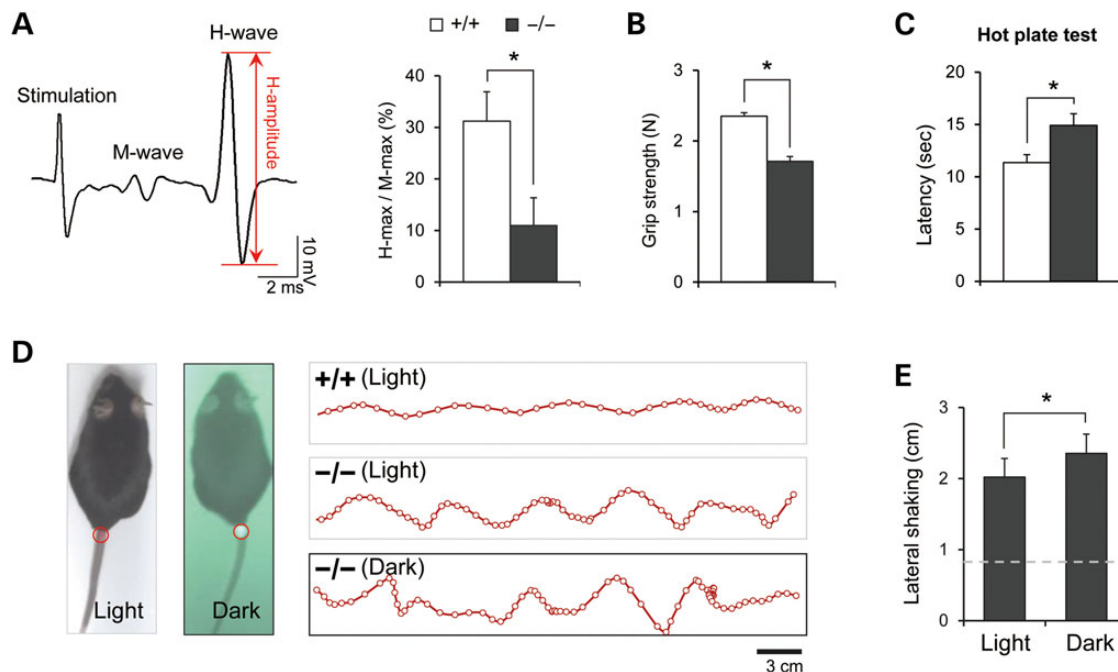 A
Stimulation
M-wave
H-wave
H-amplitude
10 mV
2 ms
+/+ −/−
H-max / M-max (%)
40
30
20
10
0
*
B
Grip strength (N)
3
2
1
0
*
C
Hot plate test
Latency (sec)
20
15
10
5
0
*
D
Light
Dark
+/+ (Light)
−/− (Light)
−/− (Dark)
3 cm
E
Lateral shaking (cm)
3
2
1
0
*
Light Dark